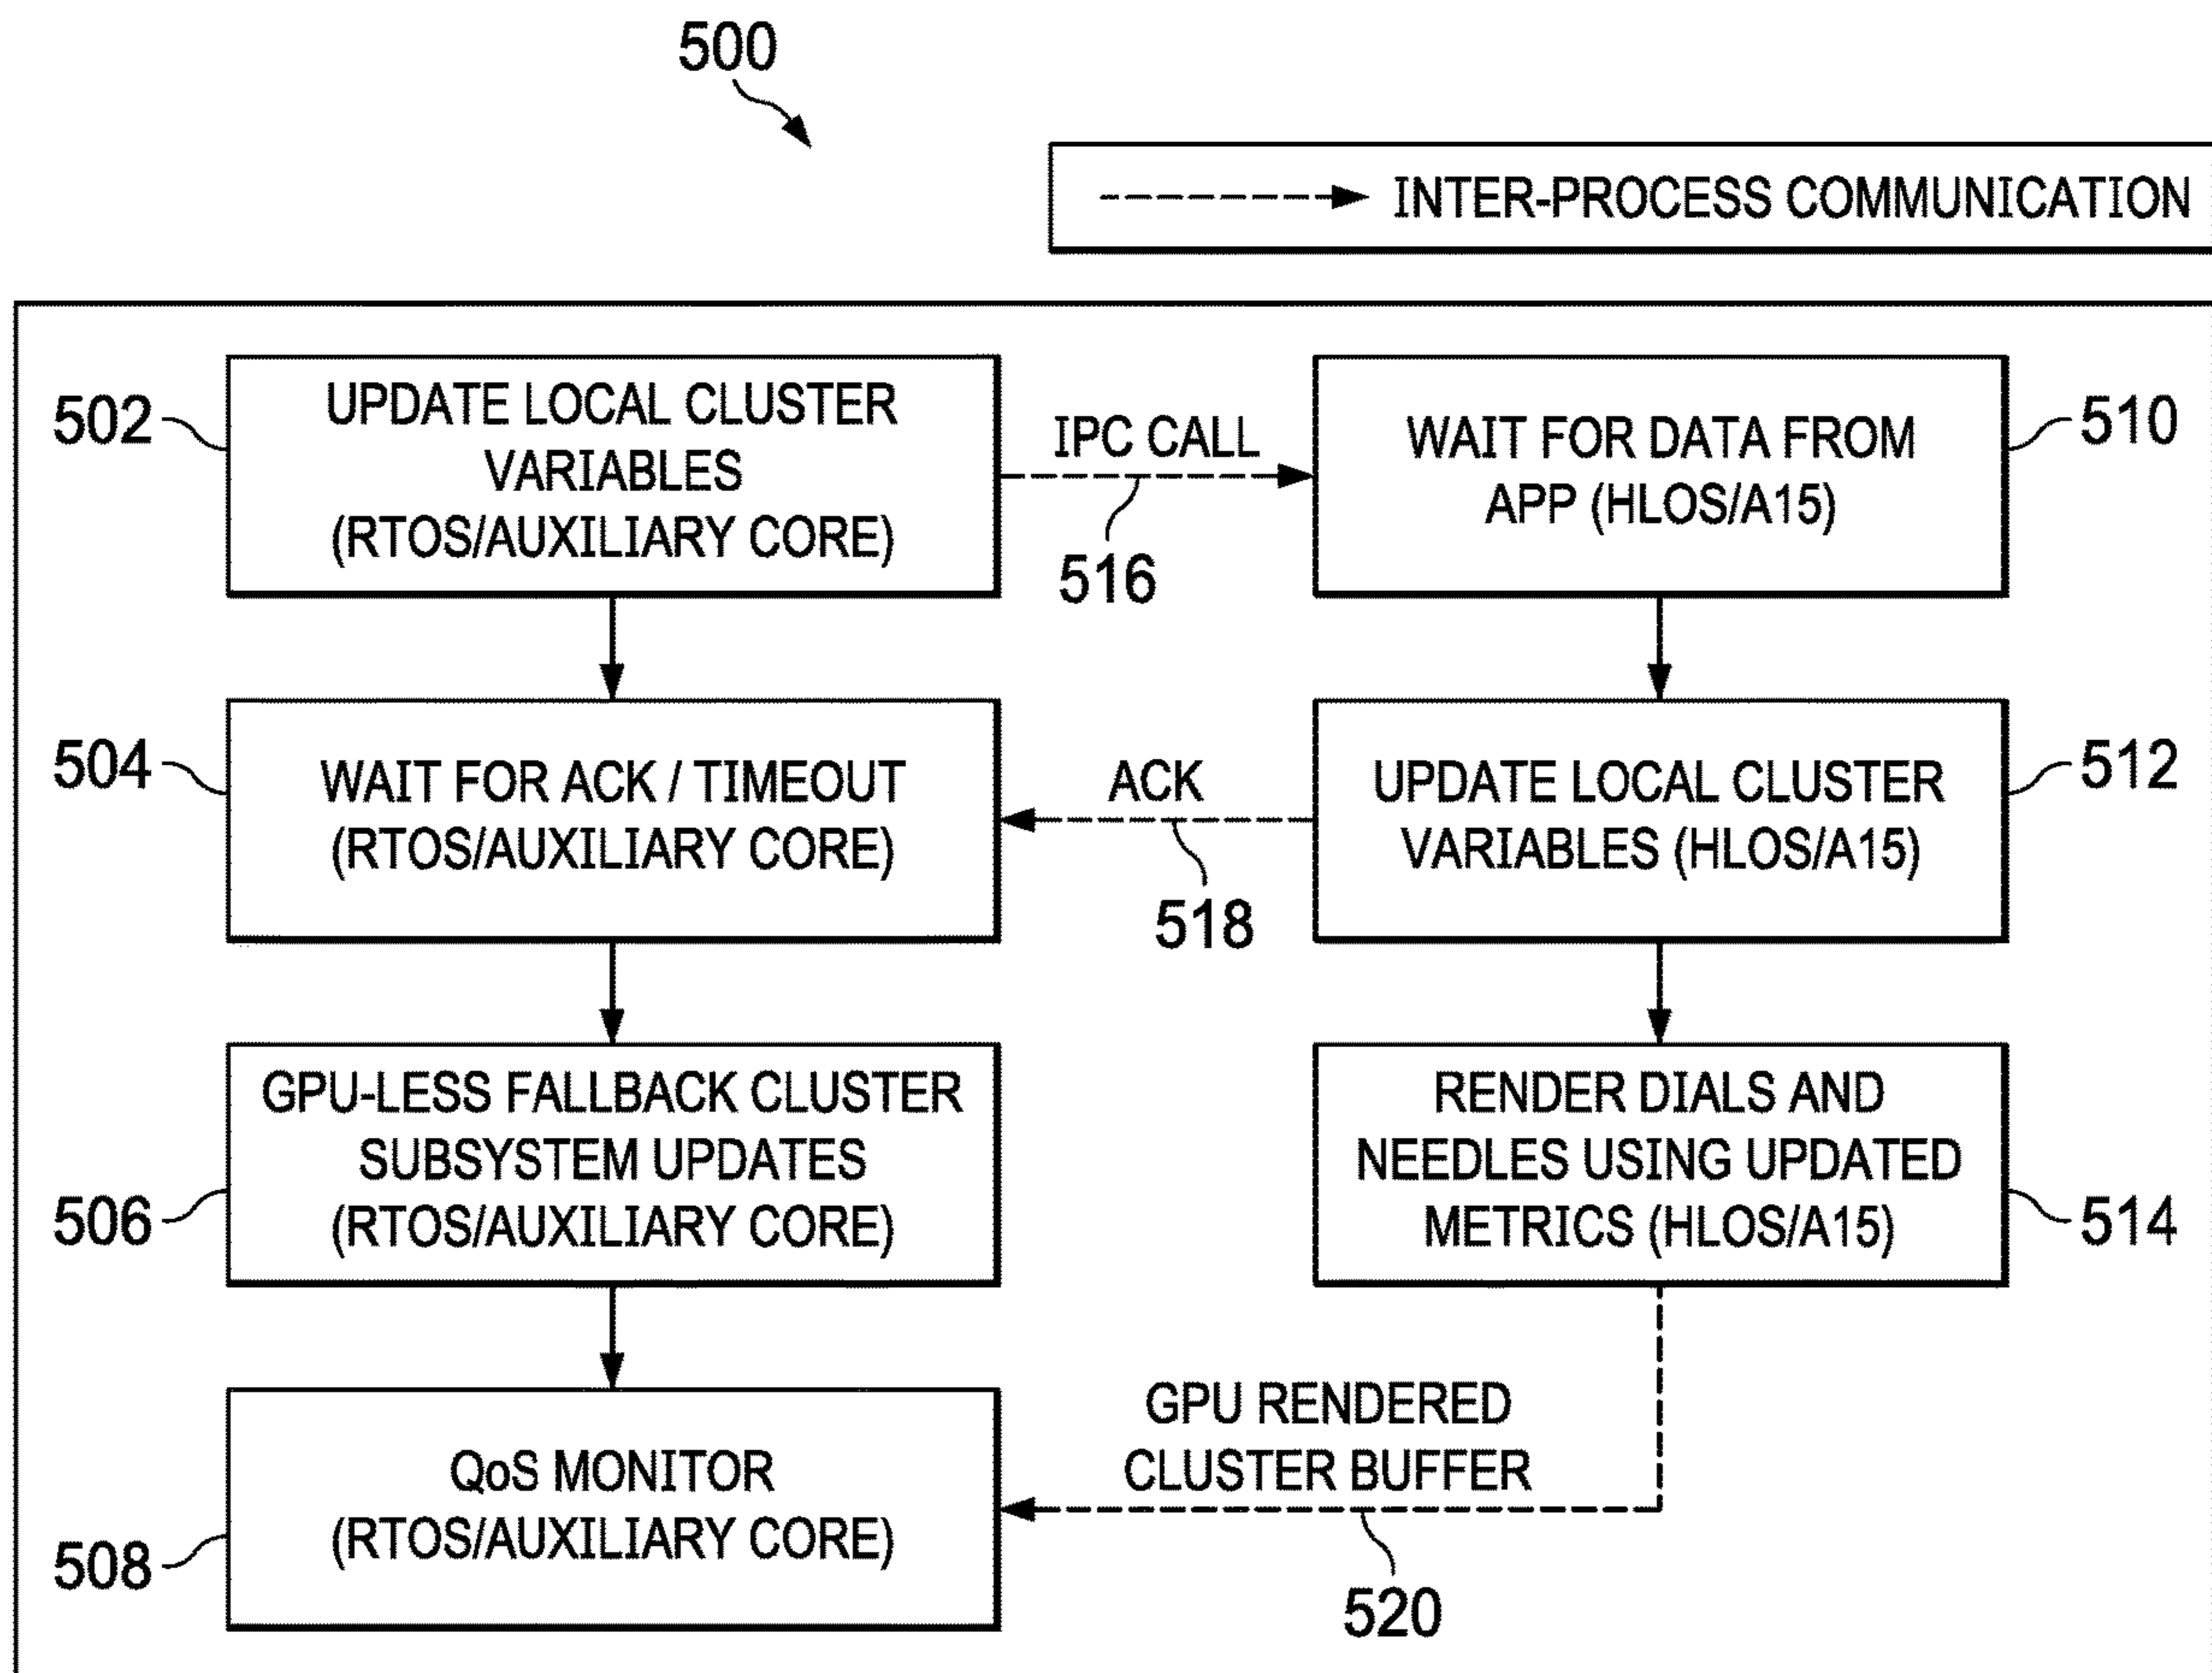 500
INTER-PROCESS COMMUNICATION
502
UPDATE LOCAL CLUSTER
VARIABLES
(RTOS/AUXILIARY CORE)
IPC CALL
516
WAIT FOR DATA FROM
APP (HLOS/A15)
510
504
WAIT FOR ACK / TIMEOUT
(RTOS/AUXILIARY CORE)
ACK
518
UPDATE LOCAL CLUSTER
VARIABLES (HLOS/A15)
512
506
GPU-LESS FALLBACK CLUSTER
SUBSYSTEM UPDATES
(RTOS/AUXILIARY CORE)
RENDER DIALS AND
NEEDLES USING UPDATED
METRICS (HLOS/A15)
514
508
QoS MONITOR
(RTOS/AUXILIARY CORE)
GPU RENDERED
CLUSTER BUFFER
520